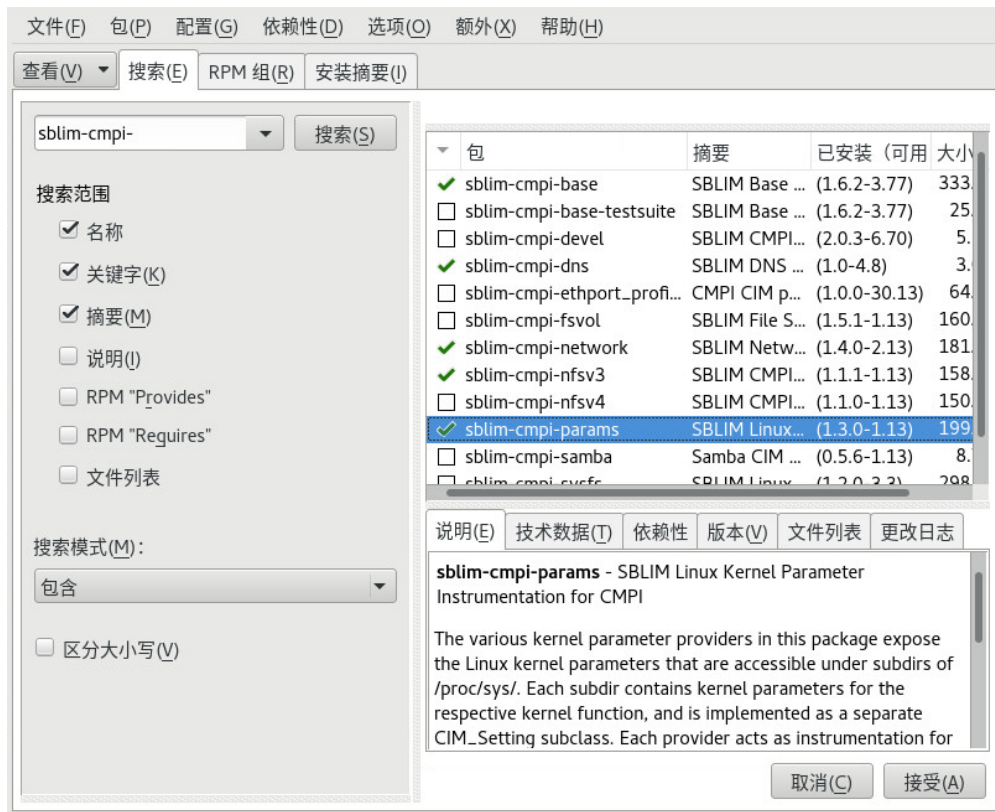 文件(F) 包(P) 配置(G) 依赖性(D) 选项(O) 额外(X) 帮助(H)
查看(V) 搜索(E) RPM 组(R) 安装摘要(I)
sblim-cmpi- 搜索(S)
搜索范围
名称
关键字(K)
摘要(M)
说明(I)
RPM "Provides"
RPM "Requires"
文件列表
搜索模式(M):
包含
区分大小写(V)
包 摘要 已安装（可用 大小
sblim-cmpi-base SBLIM Base ... (1.6.2-3.77) 333.
sblim-cmpi-base-testsuite SBLIM Base ... (1.6.2-3.77) 25.
sblim-cmpi-devel SBLIM CMPI... (2.0.3-6.70) 5.
sblim-cmpi-dns SBLIM DNS ... (1.0-4.8) 3.
sblim-cmpi-ethport_profi... CMPI CIM p... (1.0.0-30.13) 64.
sblim-cmpi-fsvol SBLIM File S... (1.5.1-1.13) 160.
sblim-cmpi-network SBLIM Netw... (1.4.0-2.13) 181.
sblim-cmpi-nfsv3 SBLIM CMPI... (1.1.1-1.13) 158.
sblim-cmpi-nfsv4 SBLIM CMPI... (1.1.0-1.13) 150.
sblim-cmpi-params SBLIM Linux... (1.3.0-1.13) 199.
sblim-cmpi-samba Samba CIM ... (0.5.6-1.13) 8.
sblim-cmpi-sysfs SBLIM Linux... (1.2.0-3.3) 298
说明(E) 技术数据(T) 依赖性 版本(V) 文件列表 更改日志
sblim-cmpi-params - SBLIM Linux Kernel Parameter
Instrumentation for CMPI
The various kernel parameter providers in this package expose
the Linux kernel parameters that are accessible under subdirs of
/proc/sys/. Each subdir contains kernel parameters for the
respective kernel function, and is implemented as a separate
CIM_Setting subclass. Each provider acts as instrumentation for
取消(C) 接受(A)